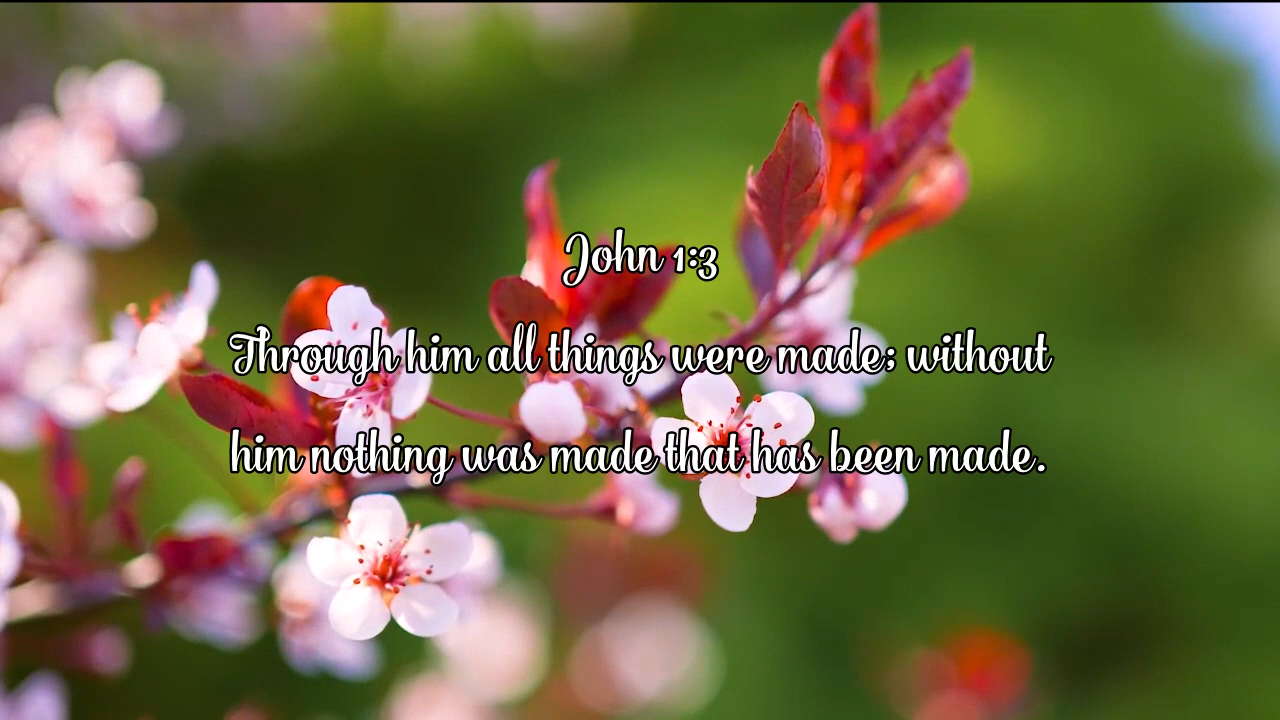 John 1:3
Through him all things were made; without
him nothing was made that has been made.